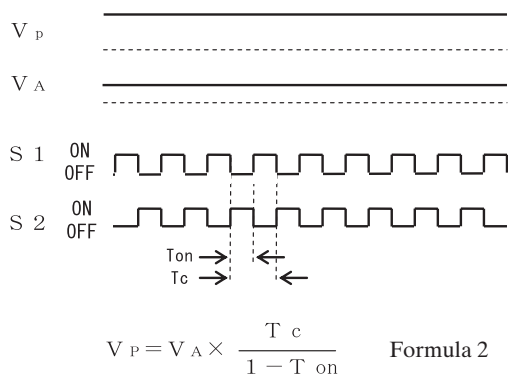 V p
V A
S 1 ON
OFF
S 2 ON
OFF
Ton
Tc
V P = V A × T c / 1 − T on Formula 2